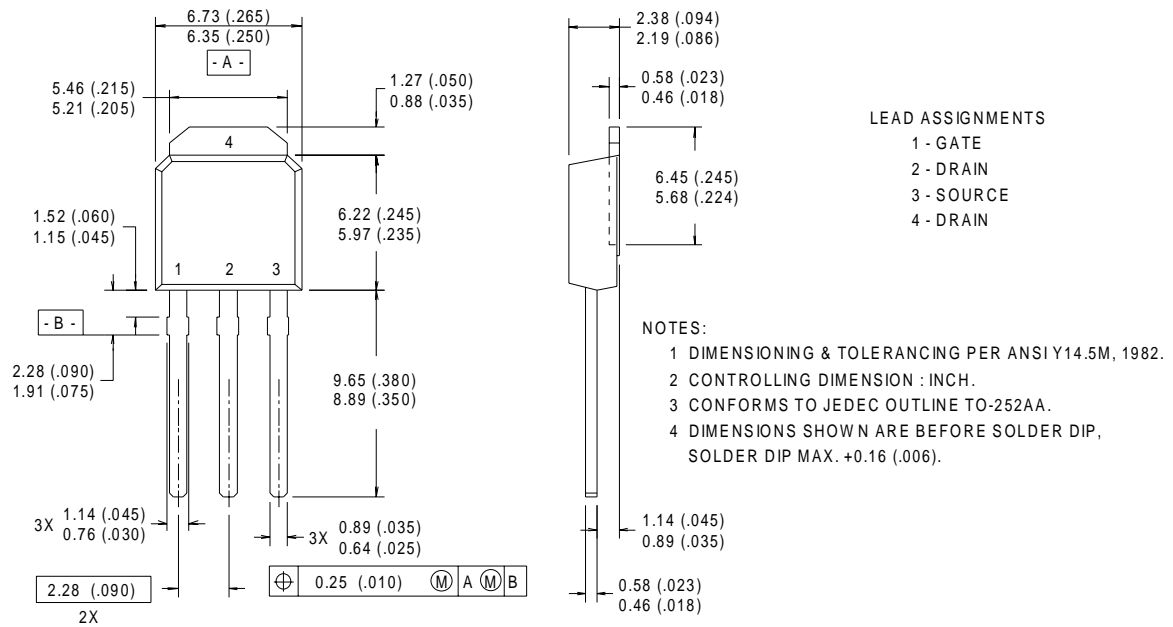 6.73 (.265)
6.35 (.250)
- A -
5.46 (.215)
5.21 (.205)
1.27 (.050)
0.88 (.035)
4
1.52 (.060)
1.15 (.045)
6.22 (.245)
5.97 (.235)
1 2 3
- B -
2.28 (.090)
1.91 (.075)
9.65 (.380)
8.89 (.350)
3X 1.14 (.045)
0.76 (.030)
3X 0.89 (.035)
0.64 (.025)
2.28 (.090)
2X
⌖ 0.25 (.010) Ⓜ A Ⓜ B
2.38 (.094)
2.19 (.086)
0.58 (.023)
0.46 (.018)
6.45 (.245)
5.68 (.224)
1.14 (.045)
0.89 (.035)
0.58 (.023)
0.46 (.018)
LEAD ASSIGNMENTS
1 - GATE
2 - DRAIN
3 - SOURCE
4 - DRAIN
NOTES:
1 DIMENSIONING & TOLERANCING PER ANSI Y14.5M, 1982.
2 CONTROLLING DIMENSION : INCH.
3 CONFORMS TO JEDEC OUTLINE TO-252AA.
4 DIMENSIONS SHOWN ARE BEFORE SOLDER DIP,
SOLDER DIP MAX. +0.16 (.006).